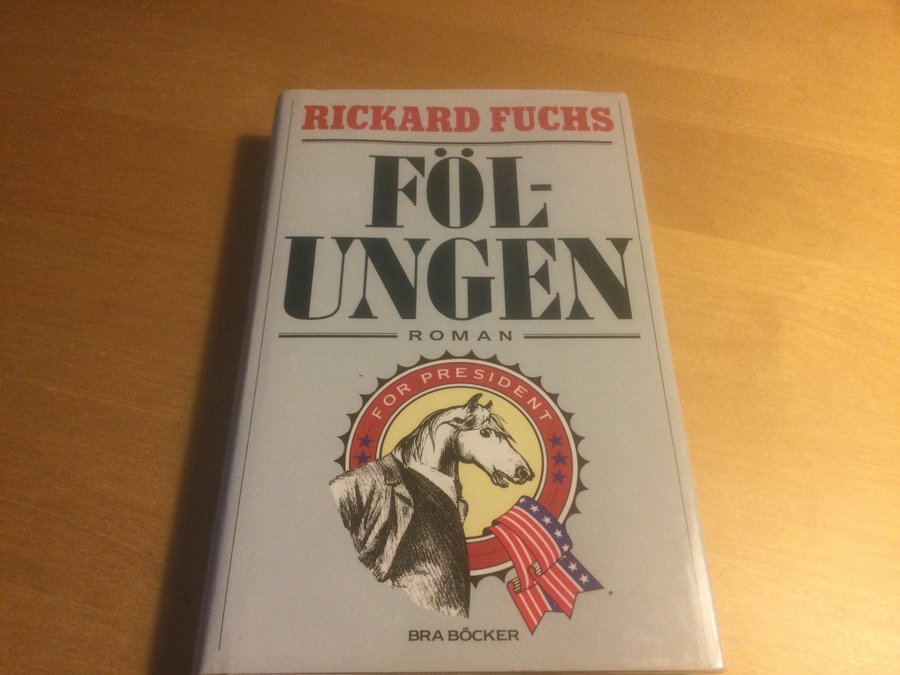 RICKARD FUCHS
FÖL-
UNGEN
ROMAN
FOR PRESIDENT
BRA BÖCKER